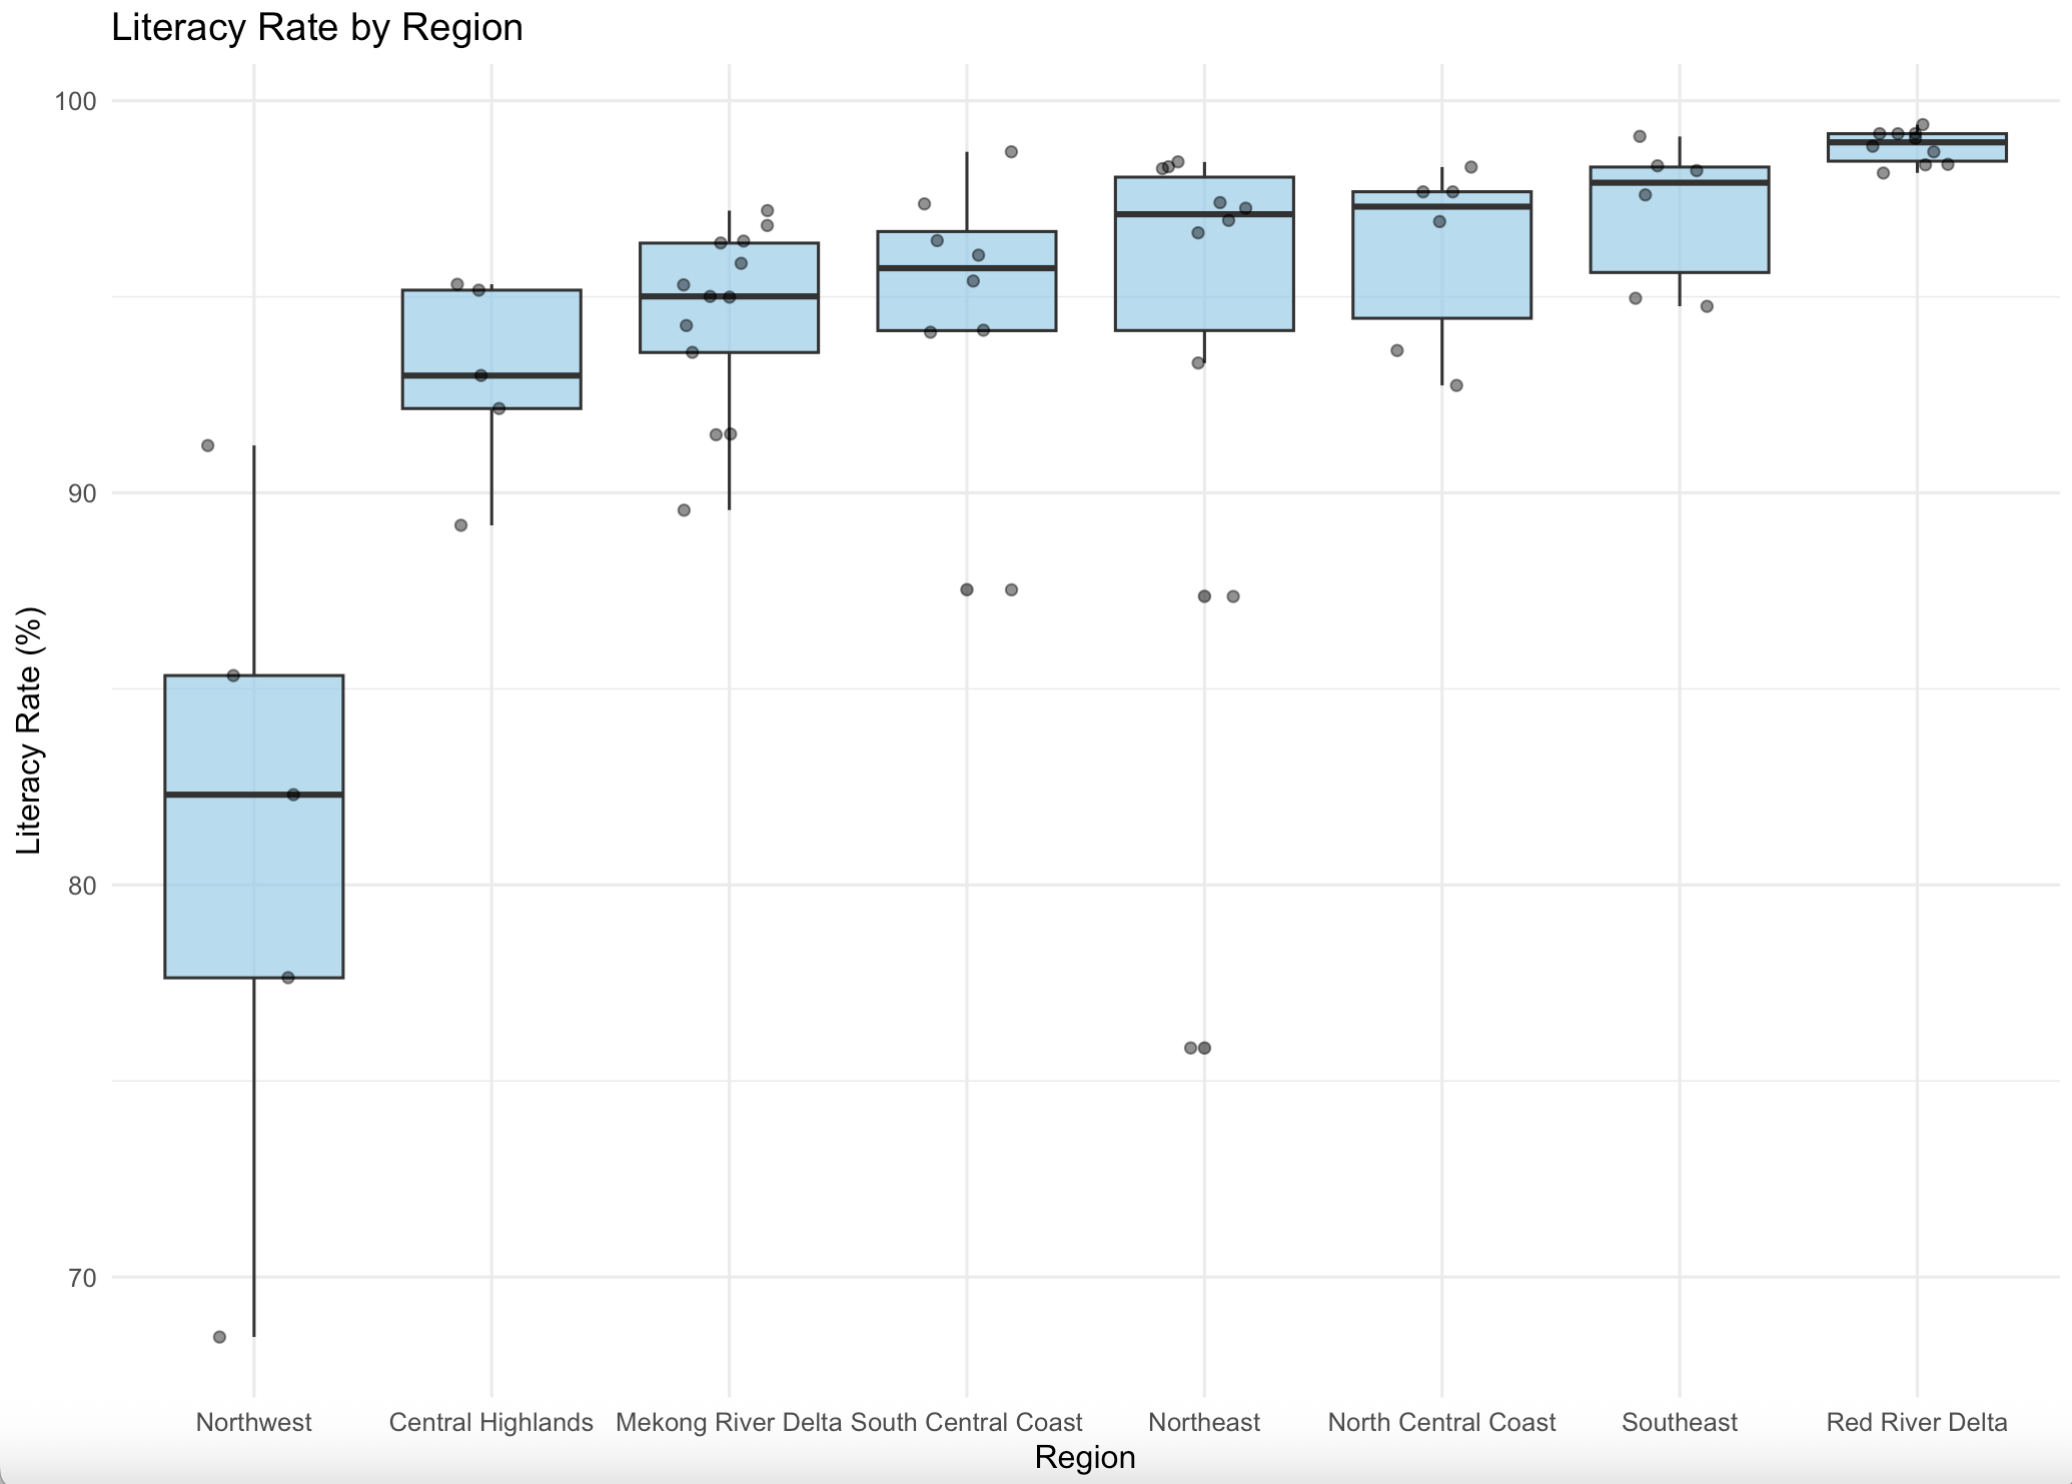 Literacy Rate by Region
100
90
80
70
Literacy Rate (%)
Northwest Central Highlands Mekong River Delta South Central Coast Northeast North Central Coast Southeast Red River Delta
Region